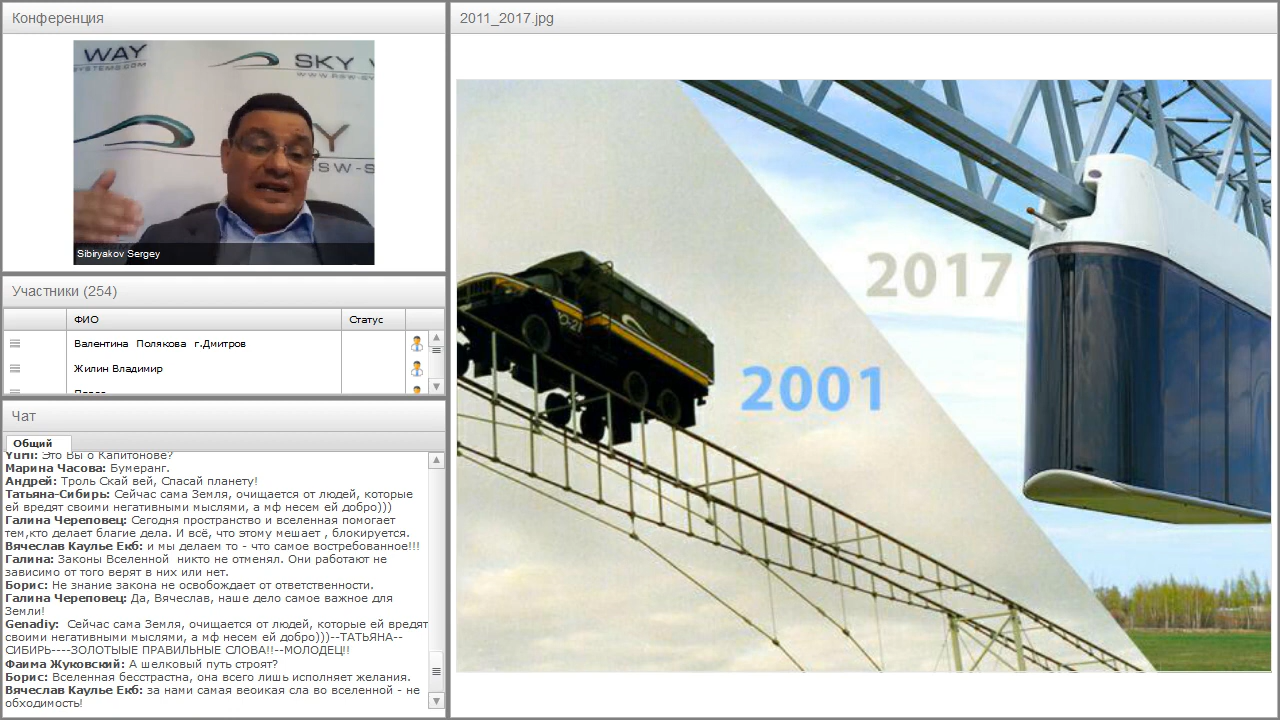 Конференция
WAY
SYSTEMS.COM
SKY
Sibiryakov Sergey
Участники (254)
ФИО
Статус
Валентина Полякова г.Дмитров
Жилин Владимир
Чат
Общий
Yurii: Это Вы о Капитонове?
Марина Часова: Бумеранг.
Андрей: Троль Скай вей, Спасай планету!
Татьяна-Сибирь: Сейчас сама Земля, очищается от людей, которые
ей вредят своими негативными мыслями, а мф несем ей добро)))
Галина Череповец: Сегодня пространство и вселенная помогает
тем,кто делает благие дела. И всё, что этому мешает , блокируется.
Вячеслав Каулье Екб: и мы делаем то - что самое востребованное!!!
Галина: Законы Вселенной никто не отменял. Они работают не
зависимо от того верят в них или нет.
Борис: Не знание закона не освобождает от ответственности.
Галина Череповец: Да, Вячеслав, наше дело самое важное для
Земли!
Genadiy: Сейчас сама Земля, очищается от людей, которые ей вредят
своими негативными мыслями, а мф несем ей добро)))--ТАТЬЯНА--
СИБИРЬ----ЗОЛОТЫЫЕ ПРАВИЛЬНЫЕ СЛОВА!!--МОЛОДЕЦ!!
Фаима Жуковский: А шелковый путь строят?
Борис: Вселенная бесстрастна, она всего лишь исполняет желания.
Вячеслав Каулье Екб: за нами самая веоикая сла во вселенной - не
обходимость!
2011_2017.jpg
2017
2001